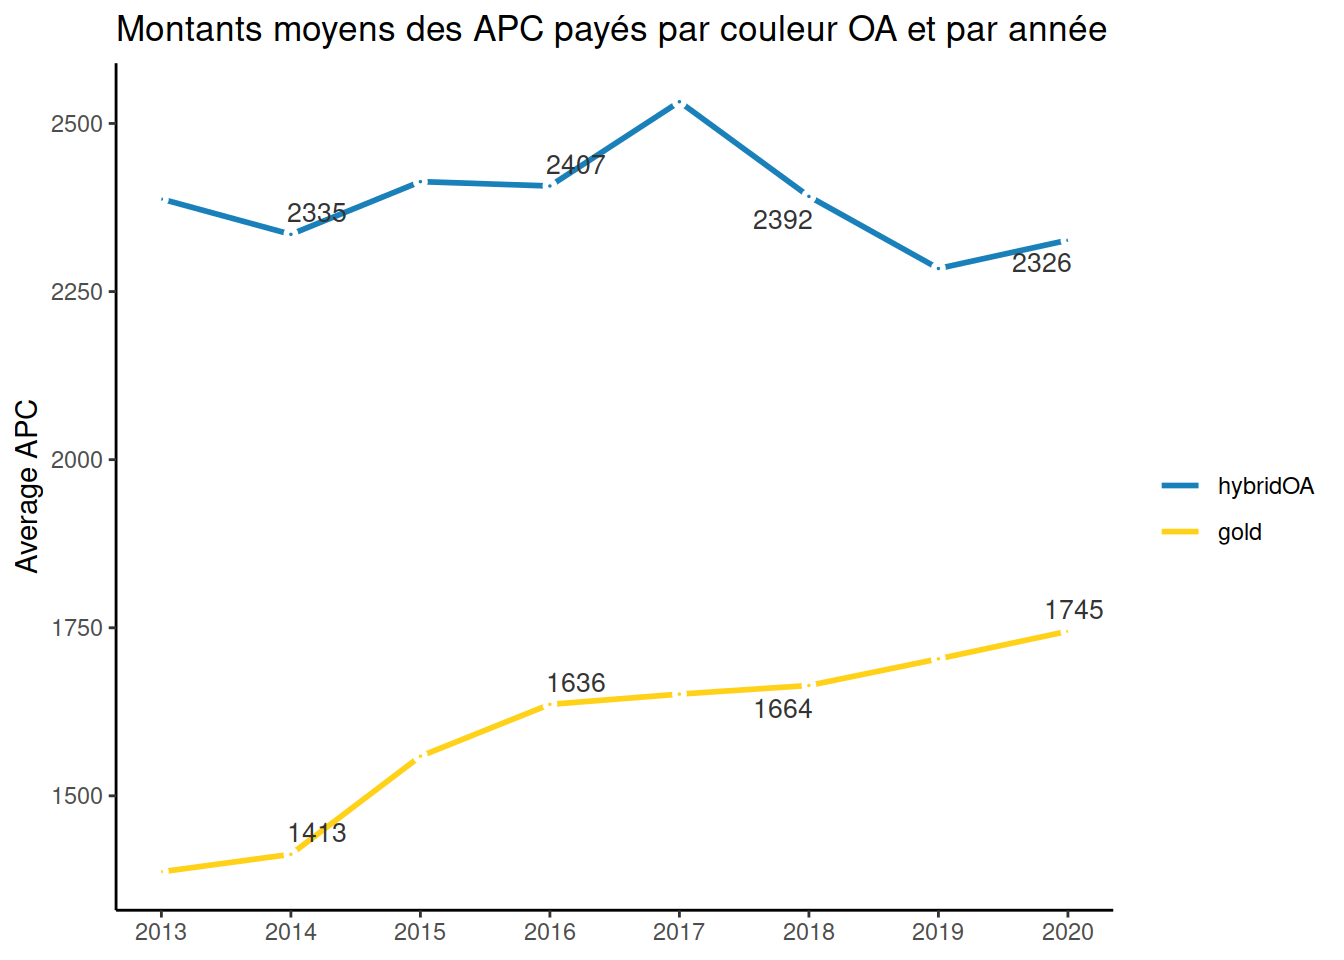 Montants moyens des APC payés par couleur OA et par année
Average APC
2500
2250
2000
1750
1500
2335
2407
2392
2326
1413
1636
1664
1745
2013 2014 2015 2016 2017 2018 2019 2020
hybridOA
gold